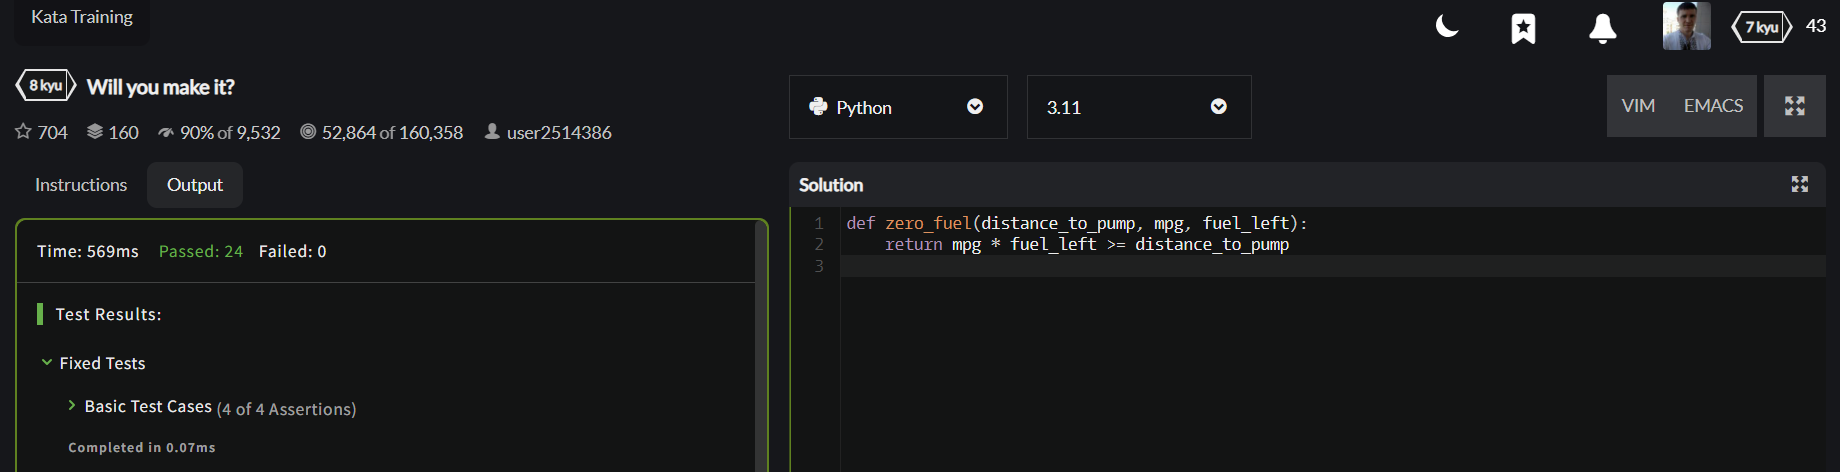 Kata Training
7 kyu 43
8 kyu Will you make it?
704 160 90% of 9,532 52,864 of 160,358 user2514386
Python 3.11 VIM EMACS
Instructions Output
Time: 569ms Passed: 24 Failed: 0
Test Results:
Fixed Tests
Basic Test Cases (4 of 4 Assertions)
Completed in 0.07ms
Solution
1 def zero_fuel(distance_to_pump, mpg, fuel_left):
2     return mpg * fuel_left >= distance_to_pump
3